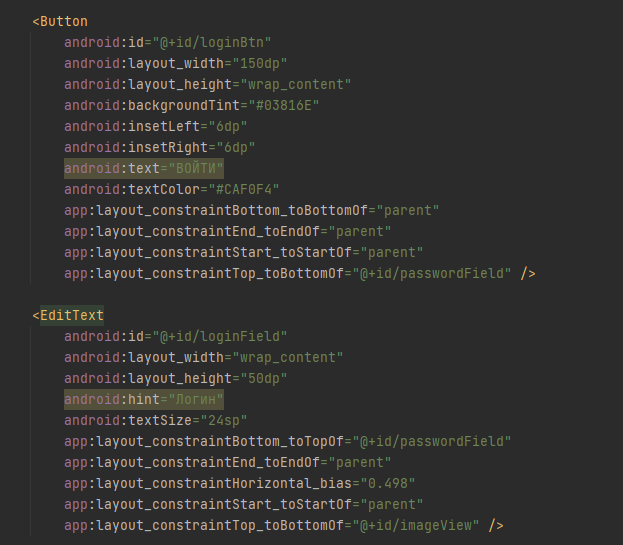 <Button
android:id="@+id/loginBtn"
android:layout_width="150dp"
android:layout_height="wrap_content"
android:backgroundTint="#03816E"
android:insetLeft="6dp"
android:insetRight="6dp"
android:text="ВОЙТИ"
android:textColor="#CAF0F4"
app:layout_constraintBottom_toBottomOf="parent"
app:layout_constraintEnd_toEndOf="parent"
app:layout_constraintStart_toStartOf="parent"
app:layout_constraintTop_toBottomOf="@+id/passwordField" />
<EditText
android:id="@+id/loginField"
android:layout_width="wrap_content"
android:layout_height="50dp"
android:hint="Логин"
android:textSize="24sp"
app:layout_constraintBottom_toTopOf="@+id/passwordField"
app:layout_constraintEnd_toEndOf="parent"
app:layout_constraintHorizontal_bias="0.498"
app:layout_constraintStart_toStartOf="parent"
app:layout_constraintTop_toBottomOf="@+id/imageView" />